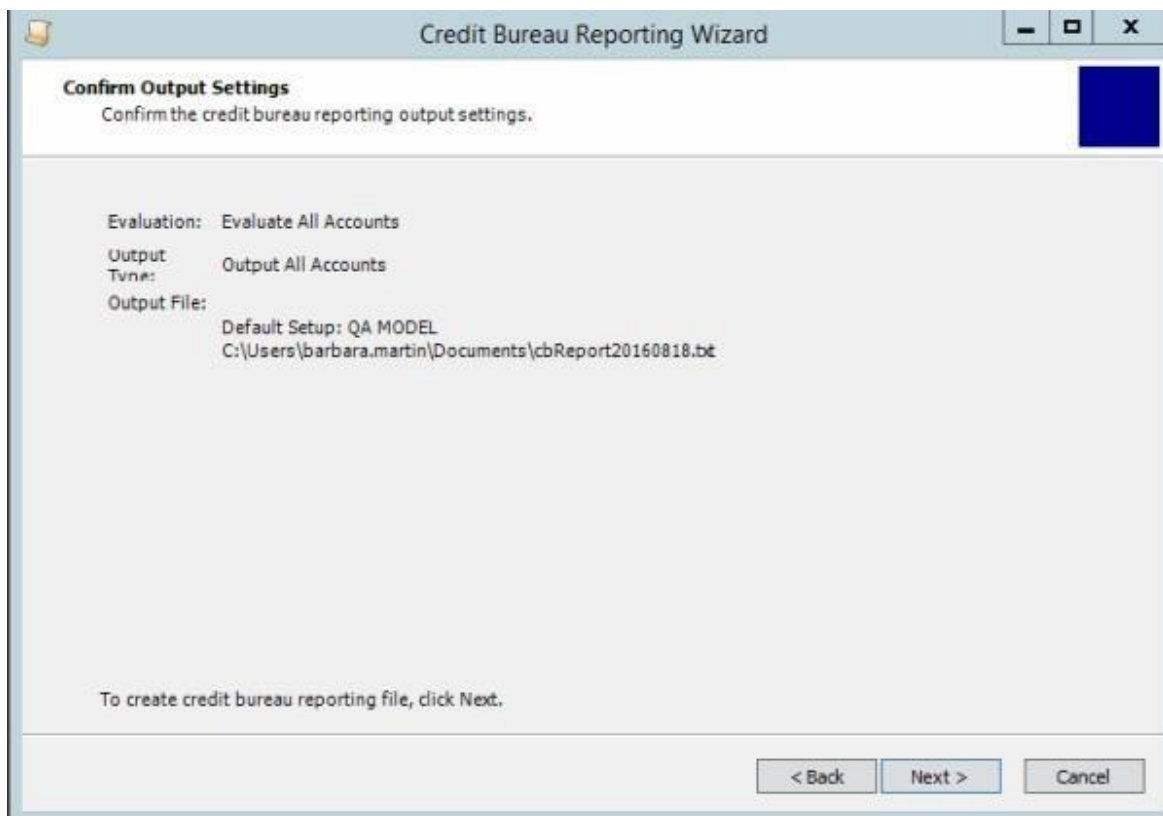 Credit Bureau Reporting Wizard
Confirm Output Settings
Confirm the credit bureau reporting output settings.
Evaluation: Evaluate All Accounts
Output
Type: Output All Accounts
Output File:
Default Setup: QA MODEL
C:\Users\barbara.martin\Documents\cbReport20160818.txt
To create credit bureau reporting file, click Next.
< Back Next > Cancel